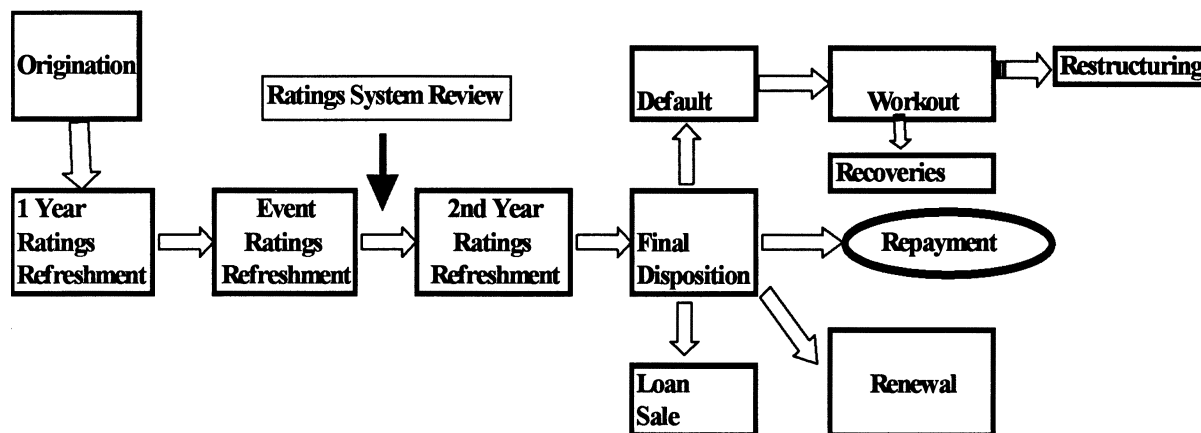 Origination
Ratings System Review
Default
Workout
Restructuring
Recoveries
1 Year
Ratings
Refreshment
Event
Ratings
Refreshment
2nd Year
Ratings
Refreshment
Final
Disposition
Repayment
Loan
Sale
Renewal